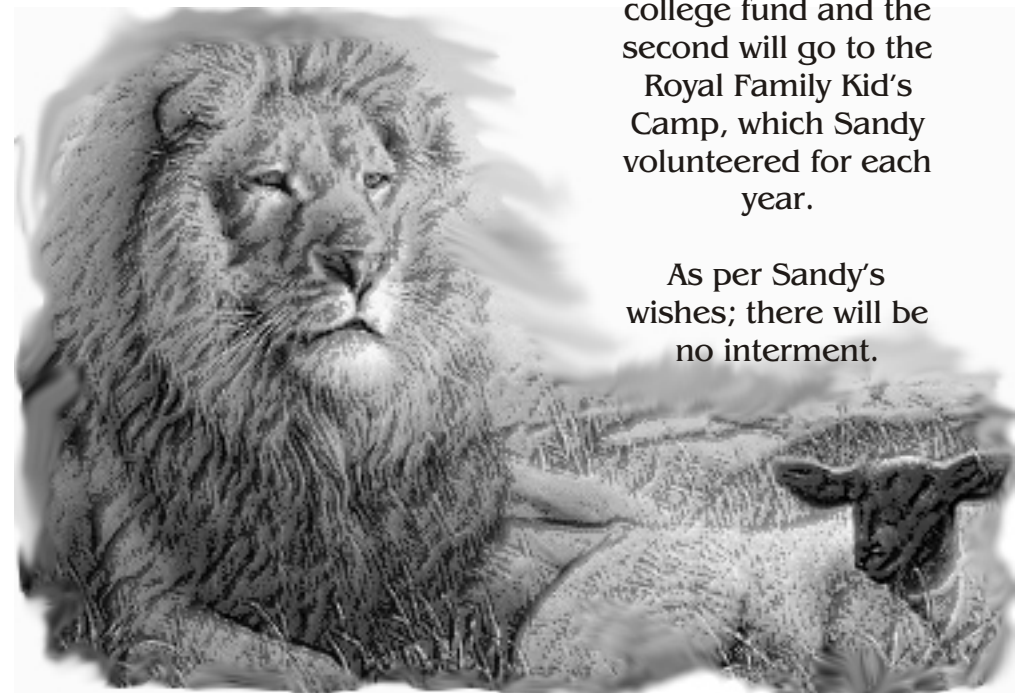 college fund and the
second will go to the
Royal Family Kid's
Camp, which Sandy
volunteered for each
year.
As per Sandy's
wishes; there will be
no interment.